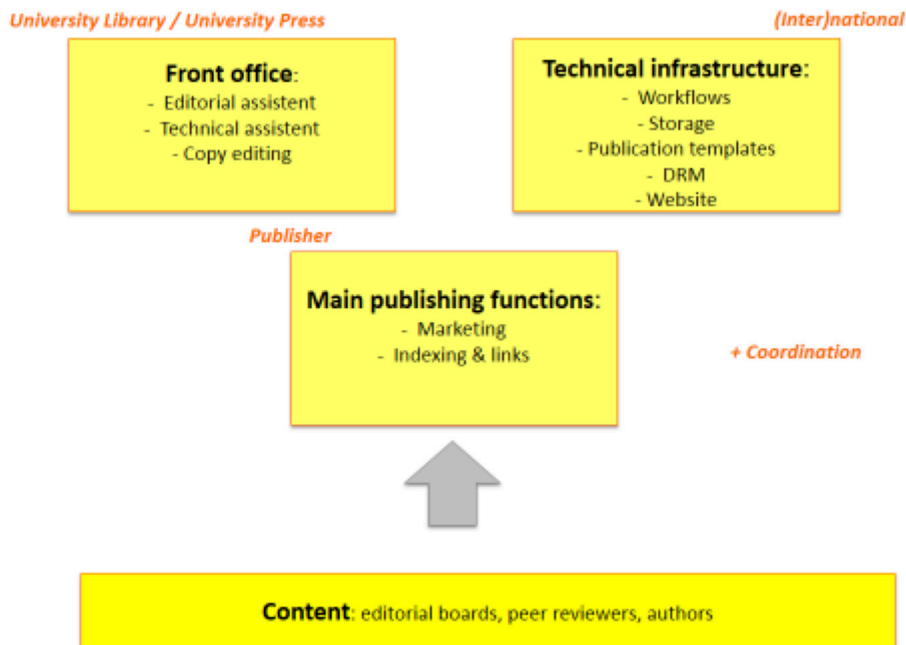 University Library / University Press
(Inter)national
Front office:
- Editorial assistent
- Technical assistent
- Copy editing
Technical infrastructure:
- Workflows
- Storage
- Publication templates
- DRM
- Website
Publisher
Main publishing functions:
- Marketing
- Indexing & links
+ Coordination
Content: editorial boards, peer reviewers, authors